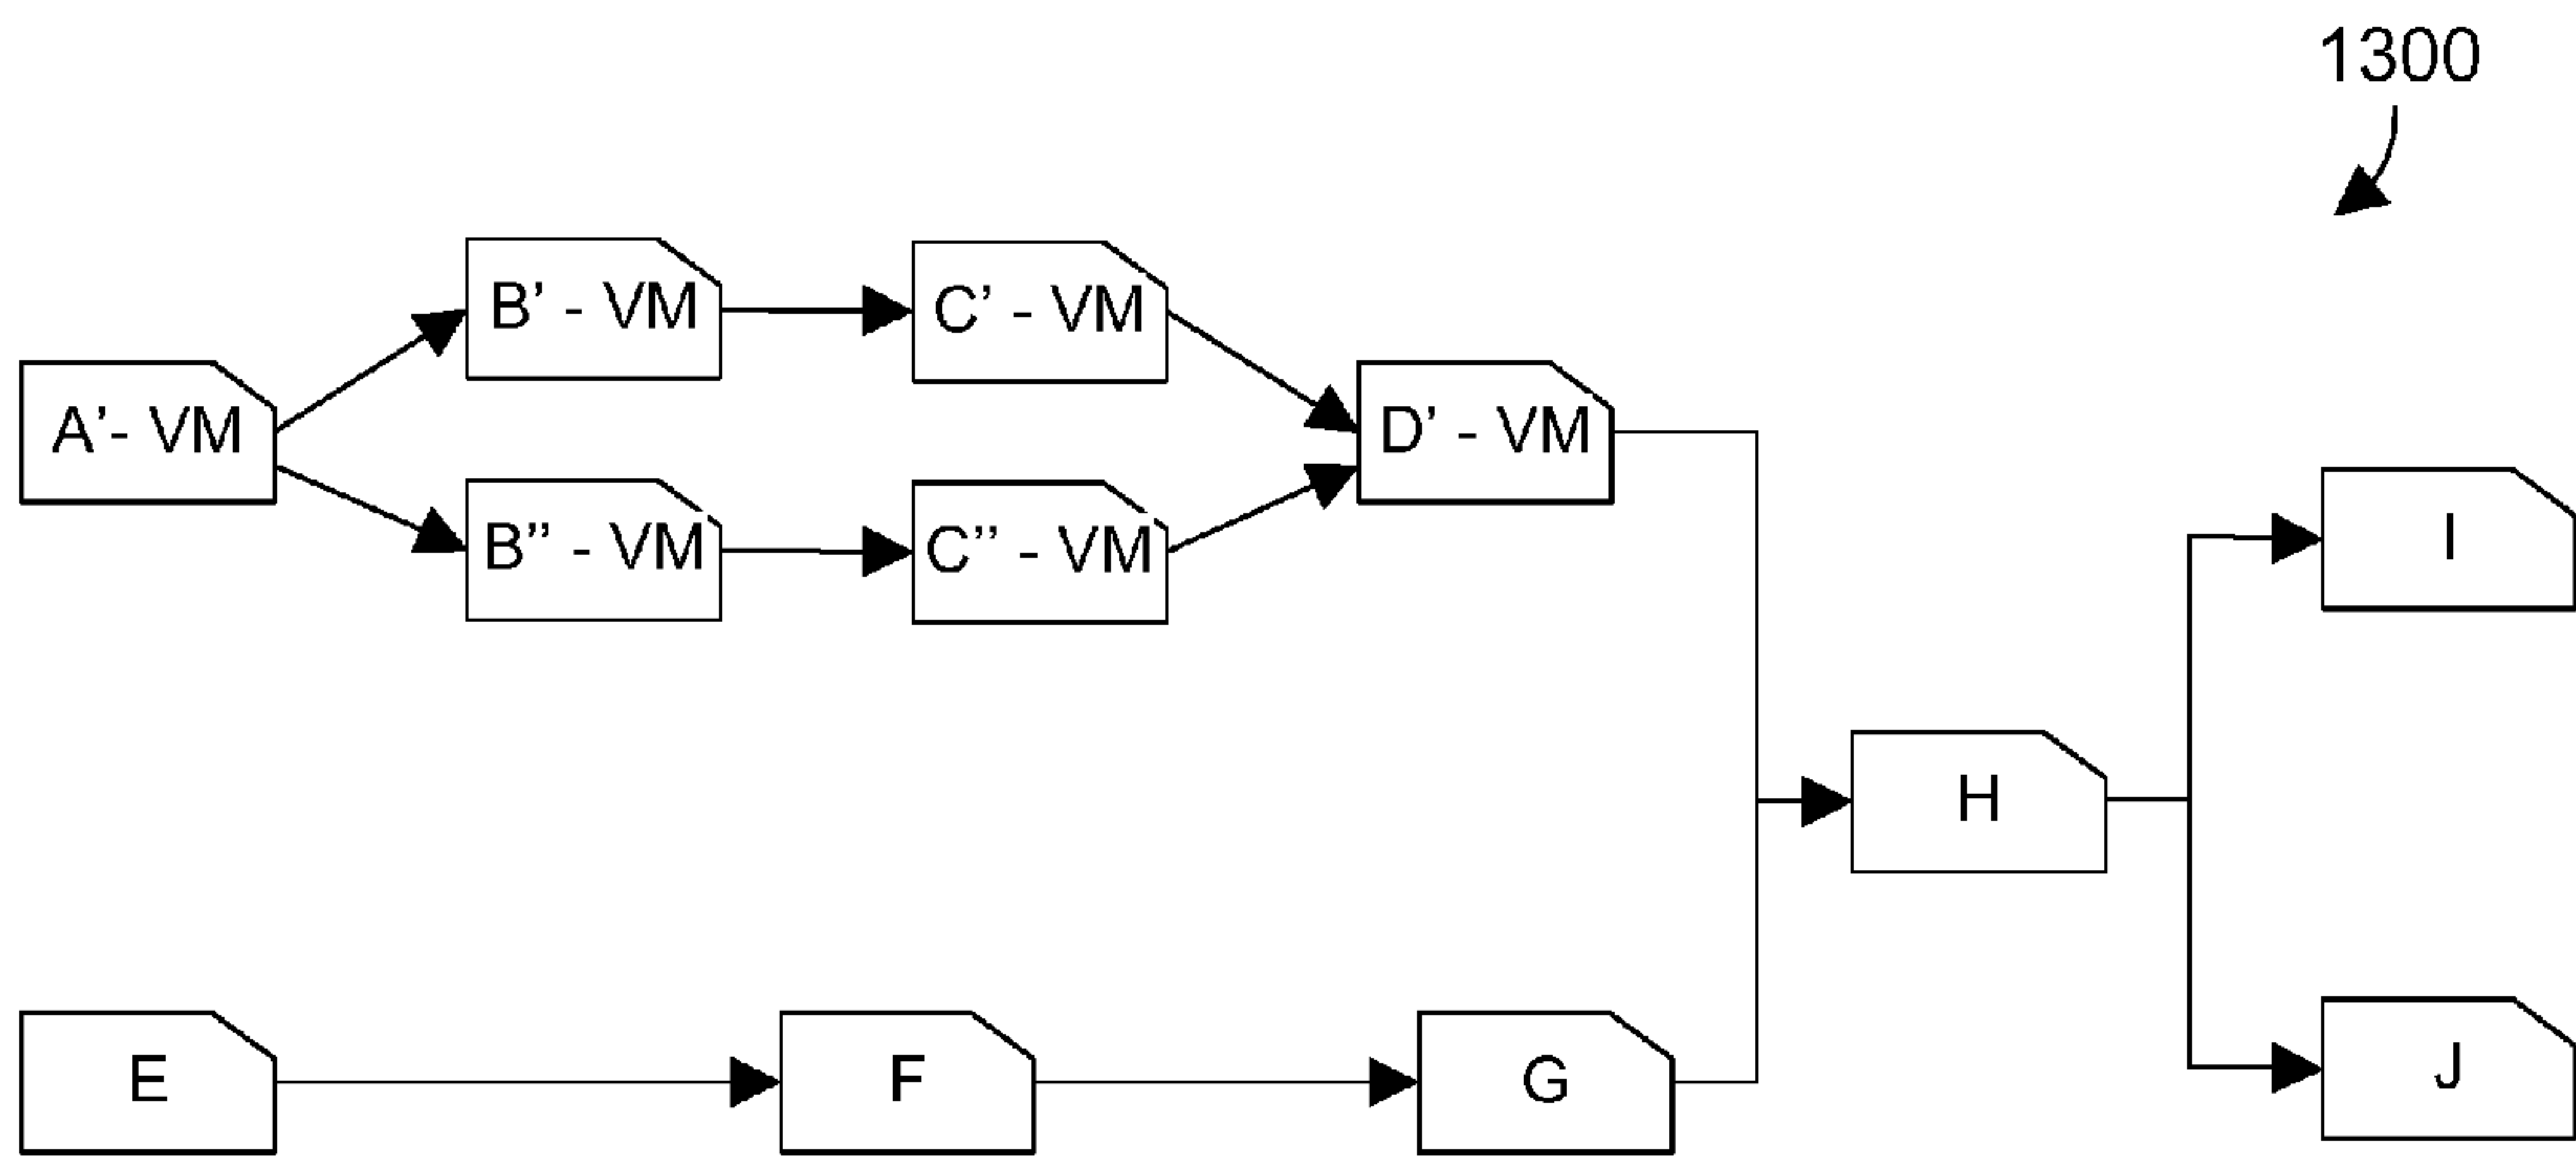 1300
B’ - VM
C’ - VM
A’- VM
D’ - VM
B” - VM
C” - VM
I
H
E
F
G
J